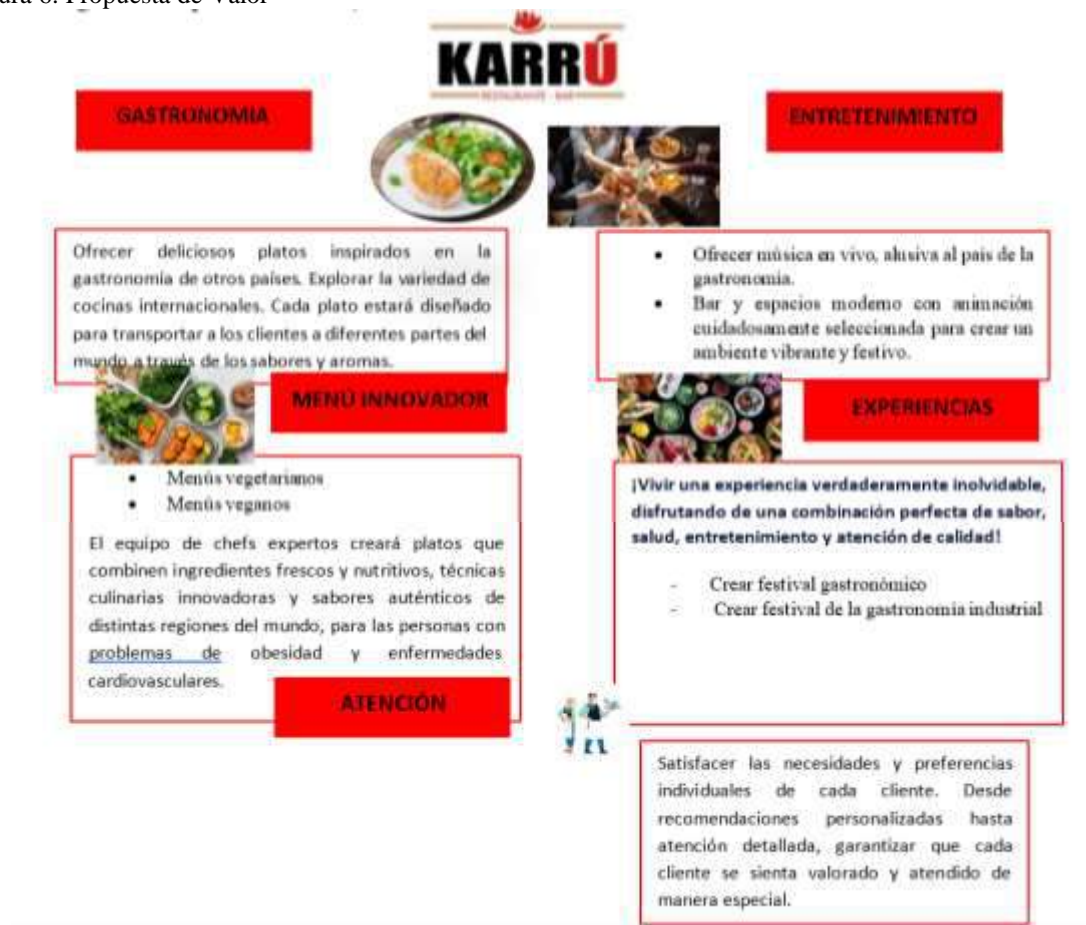 Propuesta de Valor
KARRÚ
RESTAURANTE - BAR
GASTRONOMIA
ENTRETENIMIENTO
Ofrecer deliciosos platos inspirados en la
gastronomía de otros países. Explorar la variedad de
cocinas internacionales. Cada plato estará diseñado
para transportar a los clientes a diferentes partes del
mundo a través de los sabores y aromas.
• Ofrecer música en vivo, alusiva al país de la
gastronomía.
• Bar y espacios moderno con animación
cuidadosamente seleccionada para crear un
ambiente vibrante y festivo.
MENÚ INNOVADOR
• Menús vegetarianos
• Menús veganos
El equipo de chefs expertos creará platos que
combinen ingredientes frescos y nutritivos, técnicas
culinarias innovadoras y sabores auténticos de
distintas regiones del mundo, para las personas con
problemas de obesidad y enfermedades
cardiovasculares.
EXPERIENCIAS
¡Vivir una experiencia verdaderamente inolvidable,
disfrutando de una combinación perfecta de sabor,
salud, entretenimiento y atención de calidad!
- Crear festival gastronómico
- Crear festival de la gastronomía industrial
ATENCIÓN
Satisfacer las necesidades y preferencias
individuales de cada cliente. Desde
recomendaciones personalizadas hasta
atención detallada, garantizar que cada
cliente se sienta valorado y atendido de
manera especial.